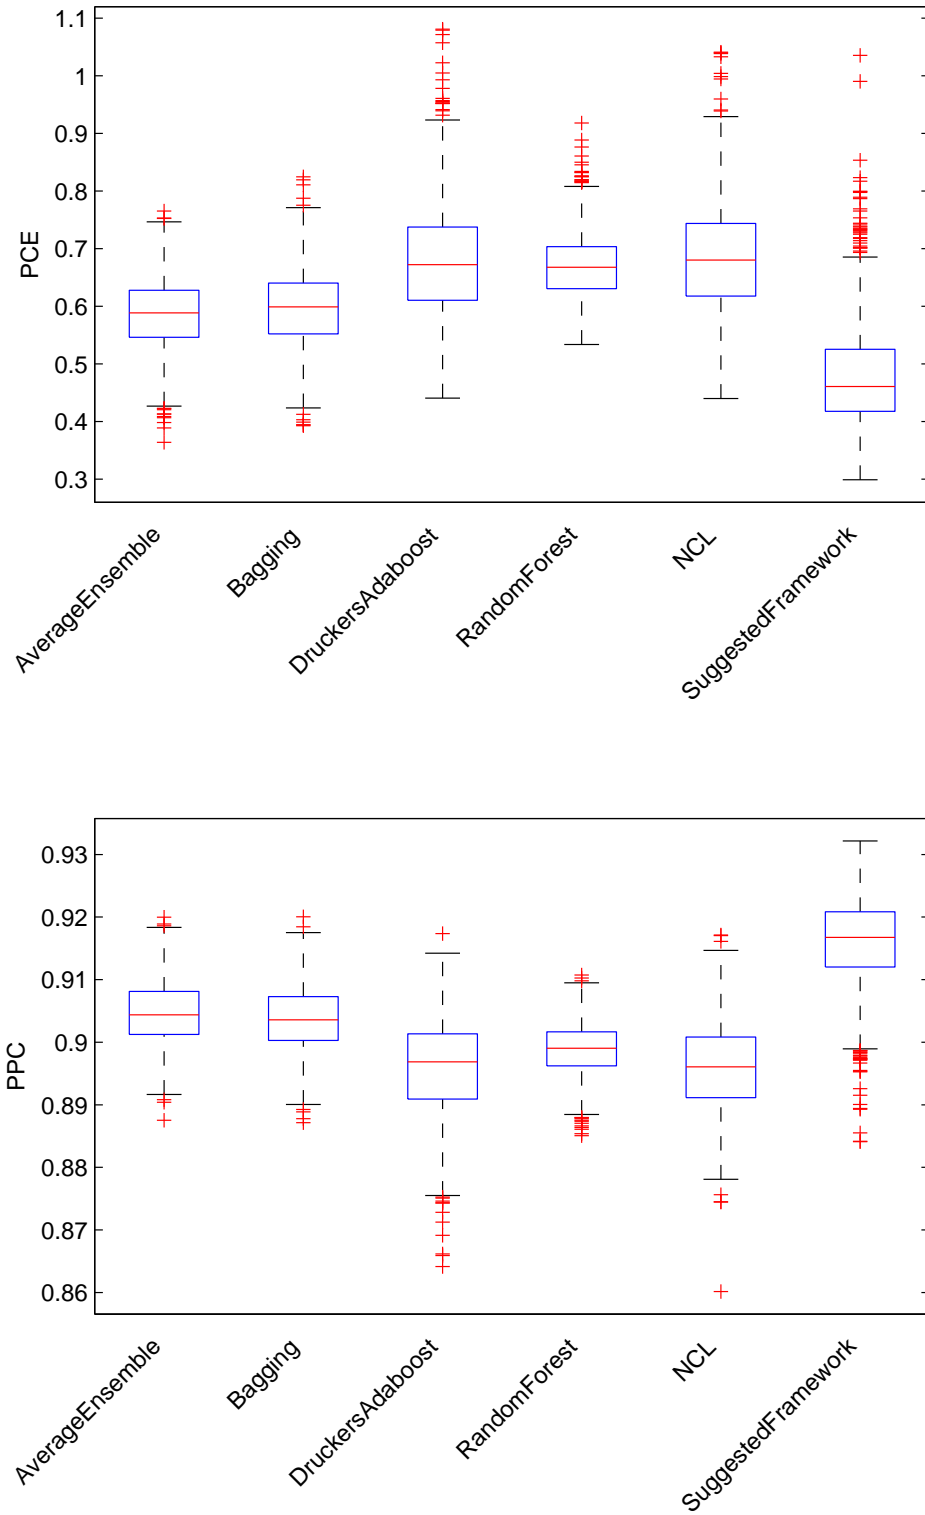 1.1
1
0.9
0.8
0.7
0.6
0.5
0.4
0.3
PCE
AverageEnsemble
Bagging
DruckersAdaboost
RandomForest
NCL
SuggestedFramework
0.93
0.92
0.91
0.9
0.89
0.88
0.87
0.86
PPC
AverageEnsemble
Bagging
DruckersAdaboost
RandomForest
NCL
SuggestedFramework